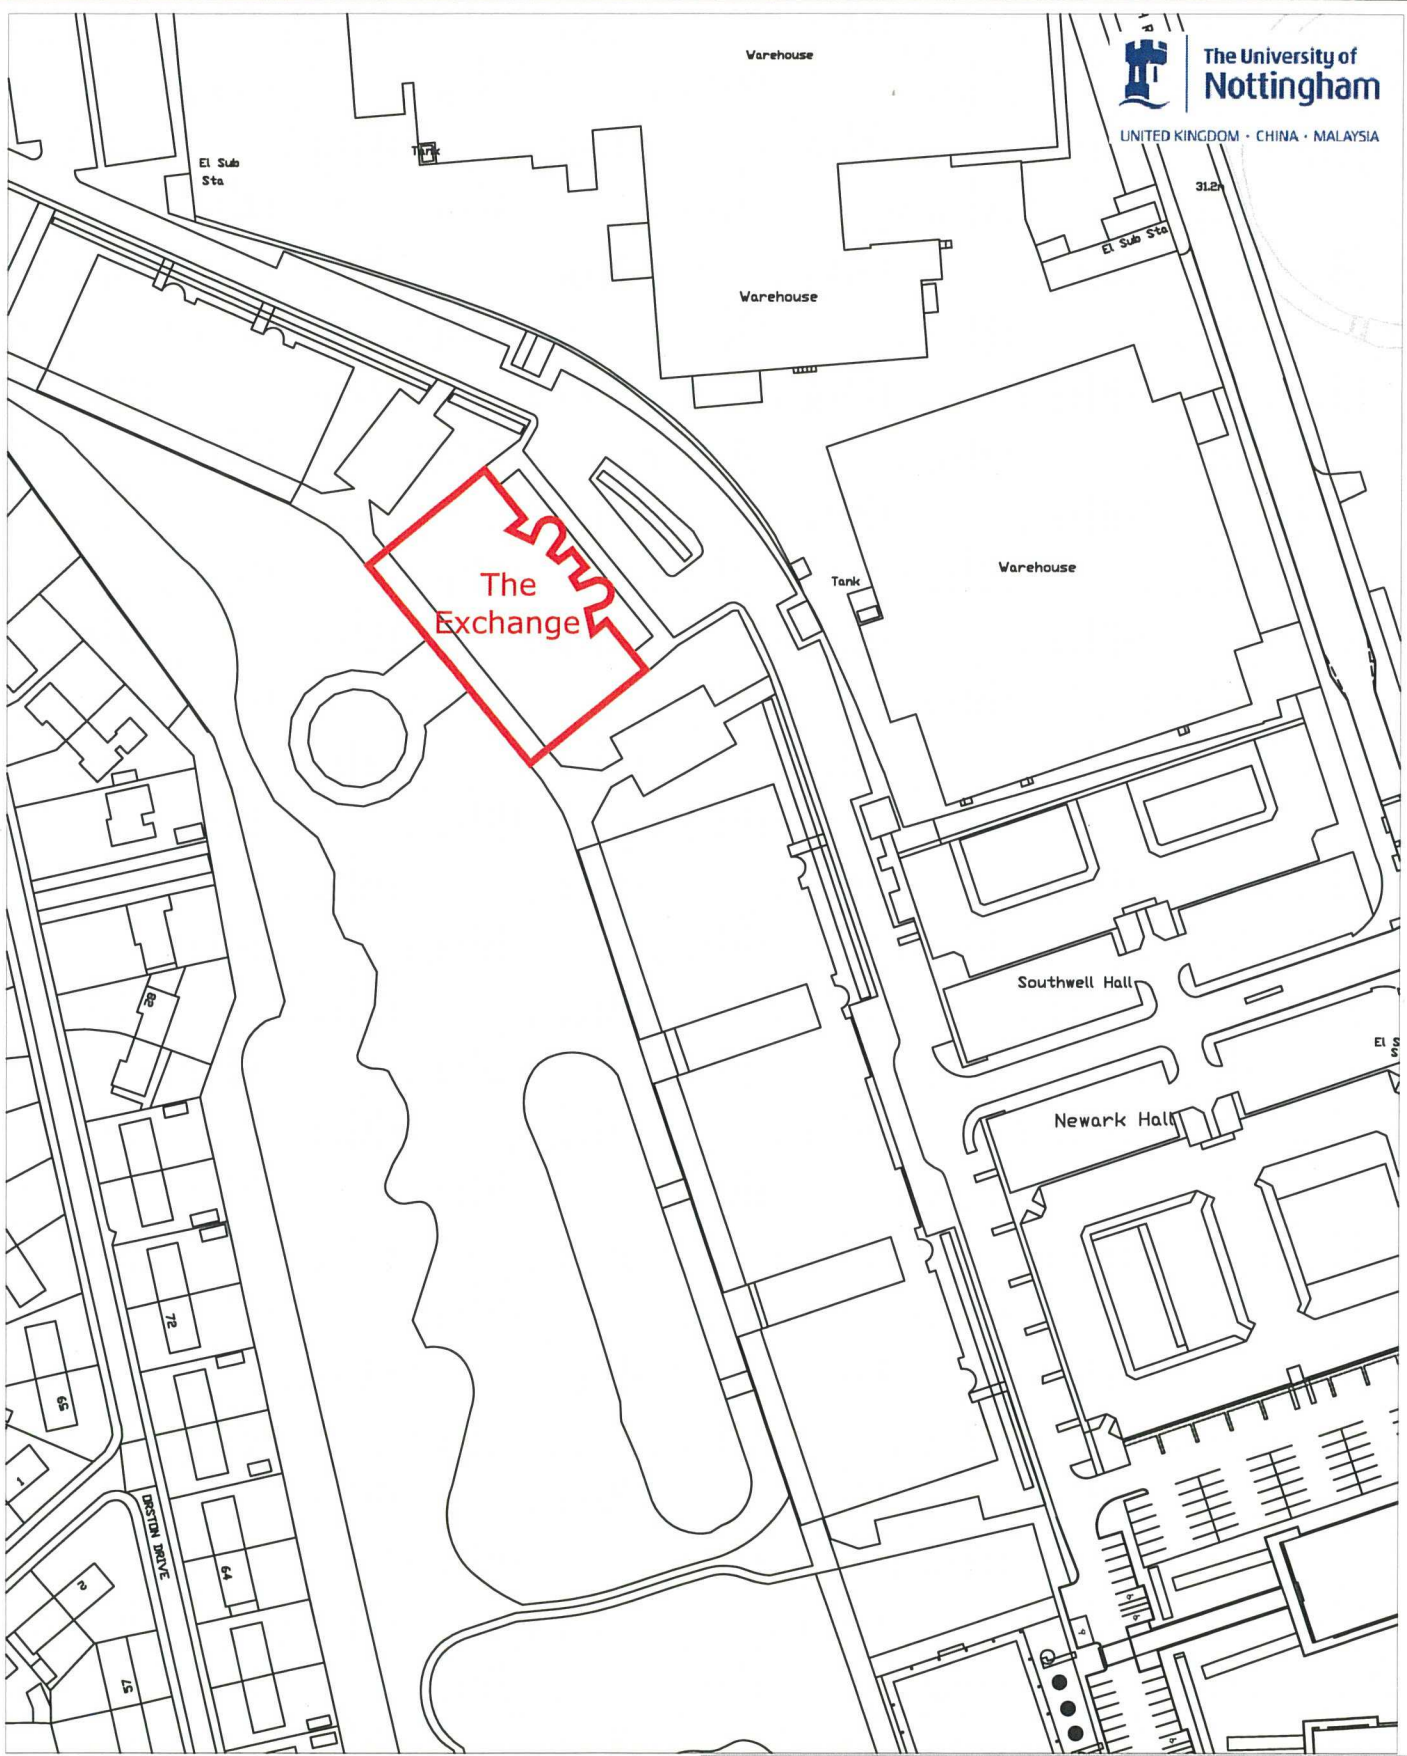 Warehouse
The University of
Nottingham
UNITED KINGDOM · CHINA · MALAYSIA
Tank
El Sub
Sta
31.2m
El Sub Sta
Warehouse
Warehouse
Tank
The
Exchange
Southwell Hall
82
El S
S
Newark Hall
72
59
1
ORSTON DRIVE
64
2
57